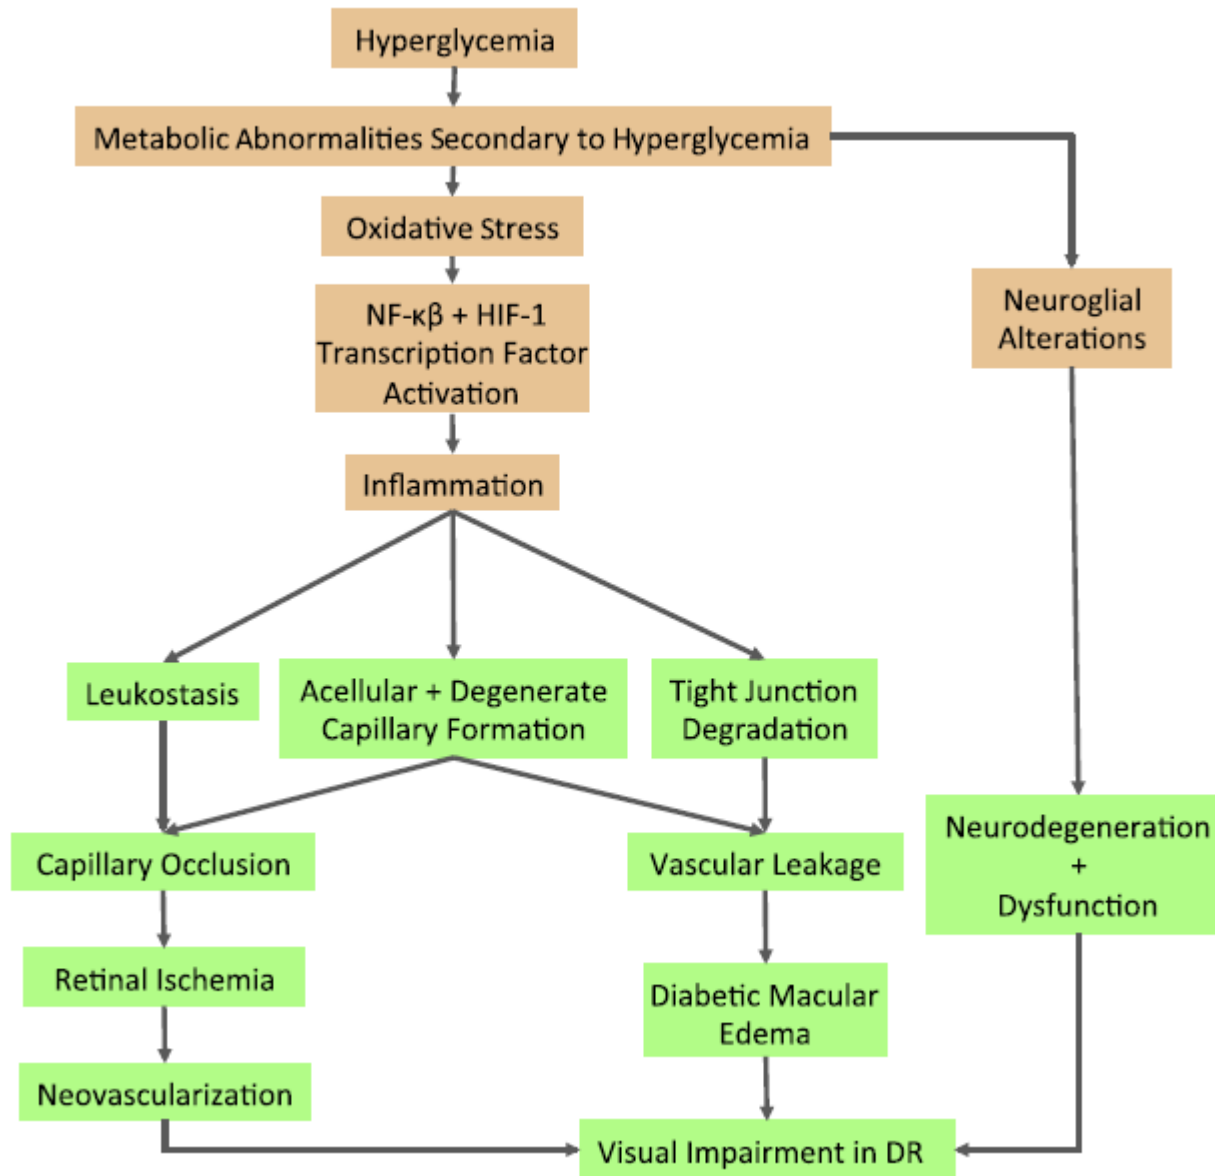 Hyperglycemia
Metabolic Abnormalities Secondary to Hyperglycemia
Oxidative Stress
NF-κβ + HIF-1
Transcription Factor
Activation
Neuroglial
Alterations
Inflammation
Leukostasis
Acellular + Degenerate
Capillary Formation
Tight Junction
Degradation
Capillary Occlusion
Vascular Leakage
Neurodegeneration
+
Dysfunction
Retinal Ischemia
Diabetic Macular
Edema
Neovascularization
Visual Impairment in DR